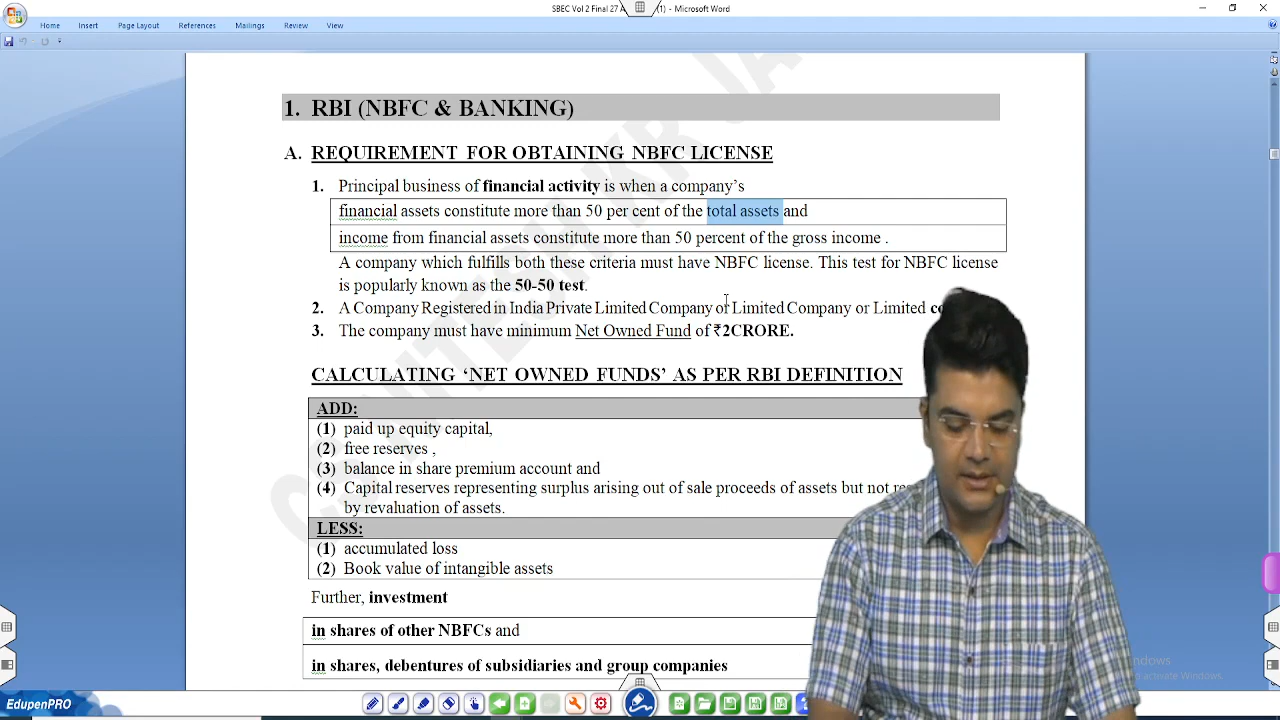 SBEC Vol 2 Final 27 A (1) - Microsoft Word
Home Insert Page Layout References Mailings Review View
1. RBI (NBFC & BANKING)
A. REQUIREMENT FOR OBTAINING NBFC LICENSE
1. Principal business of financial activity is when a company's
financial assets constitute more than 50 per cent of the total assets and
income from financial assets constitute more than 50 percent of the gross income .
A company which fulfills both these criteria must have NBFC license. This test for NBFC license
is popularly known as the 50-50 test.
2. A Company Registered in India Private Limited Company or Limited Company or Limited
3. The company must have minimum Net Owned Fund of ₹2CRORE.
CALCULATING ‘NET OWNED FUNDS’ AS PER RBI DEFINITION
ADD:
(1) paid up equity capital,
(2) free reserves ,
(3) balance in share premium account and
(4) Capital reserves representing surplus arising out of sale proceeds of assets but not
by revaluation of assets.
LESS:
(1) accumulated loss
(2) Book value of intangible assets
Further, investment
in shares of other NBFCs and
in shares, debentures of subsidiaries and group companies
EdupenPRO